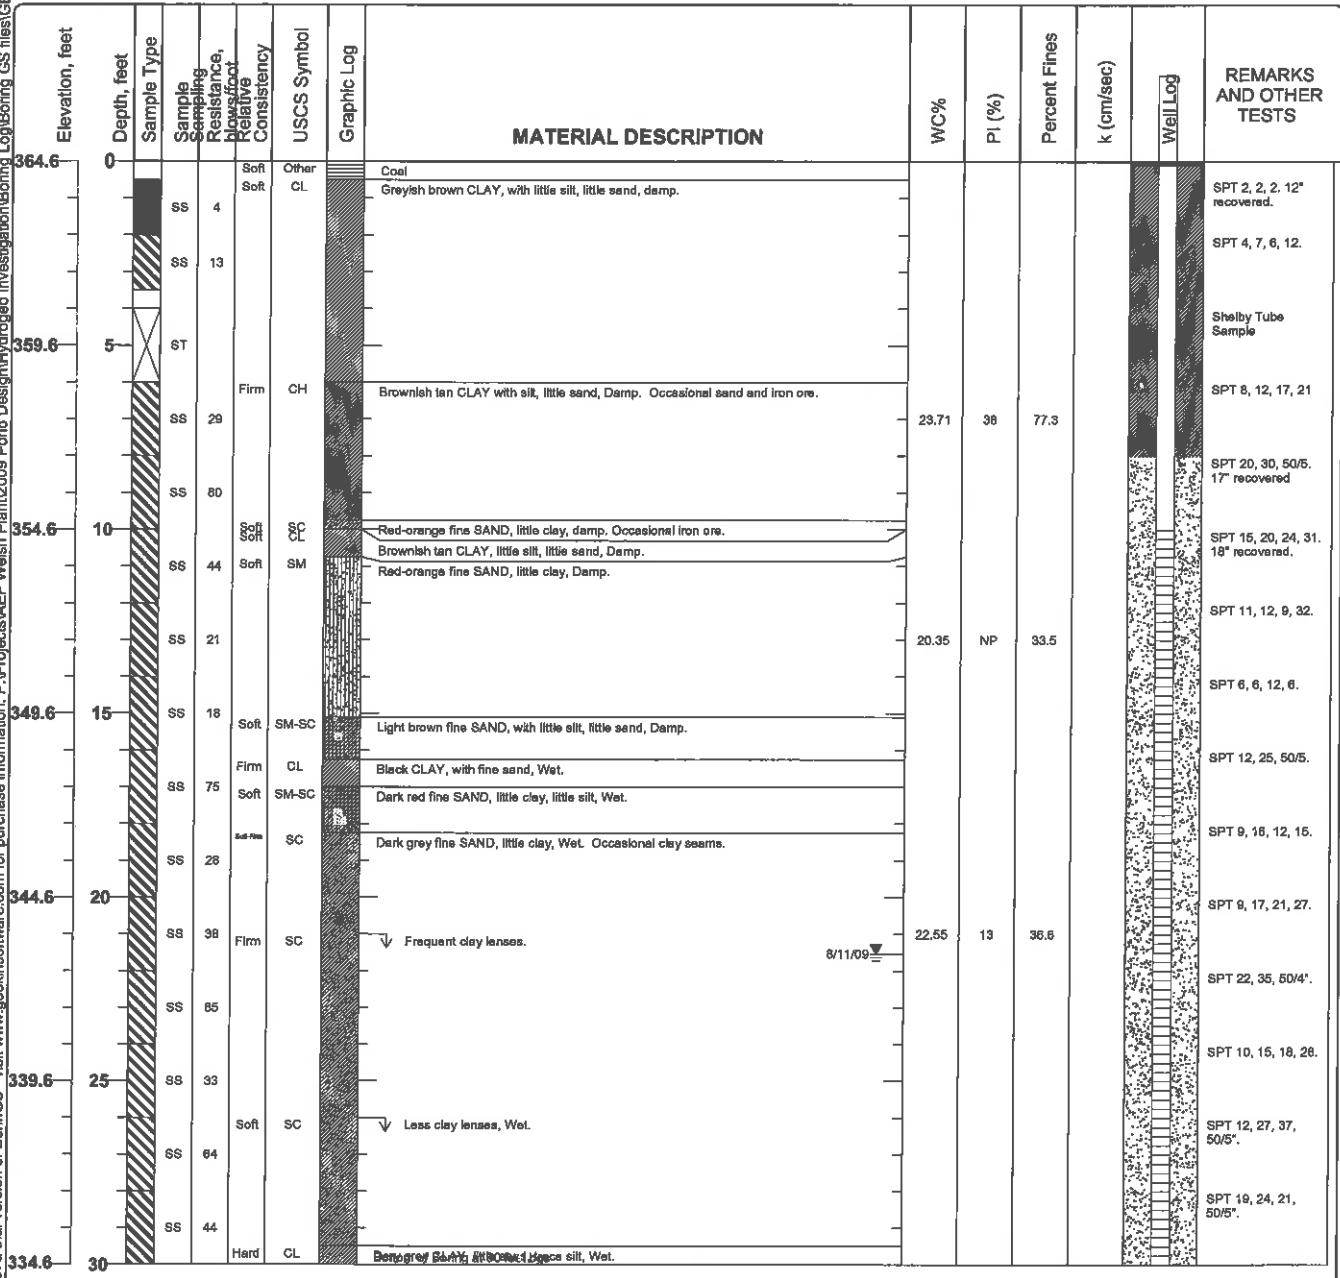 Elevation, feet
Depth, feet
Sample Type
Sample
Sampling
Resistance,
blows/foot
Relative
Consistency
USCS Symbol
Graphic Log
MATERIAL DESCRIPTION
WC%
PI (%)
Percent Fines
k (cm/sec)
Well Log
REMARKS
AND OTHER
TESTS
364.6 0 Soft Other Coal
Soft CL Greyish brown CLAY, with little silt, little sand, damp.
SS 4 SPT 2, 2, 2. 12"
recovered.
SS 13 SPT 4, 7, 6, 12.
359.6 5 ST Shelby Tube
Sample
Firm CH Brownish tan CLAY with silt, little sand, Damp. Occasional sand and iron ore. SPT 8, 12, 17, 21
SS 29 23.71 38 77.3
SS 80 SPT 20, 30, 50/5.
17" recovered
354.6 10 Soft SC Red-orange fine SAND, little clay, damp. Occasional iron ore.
Soft CL Brownish tan CLAY, little silt, little sand, Damp. SPT 15, 20, 24, 31.
18" recovered.
SS 44 Soft SM Red-orange fine SAND, little clay, Damp.
SPT 11, 12, 9, 32.
SS 21 20.35 NP 33.5
SPT 6, 6, 12, 6.
349.6 15 SS 18
Soft SM-SC Light brown fine SAND, with little silt, little sand, Damp.
SPT 12, 25, 50/5.
Firm CL Black CLAY, with fine sand, Wet.
SS 75 Soft SM-SC Dark red fine SAND, little clay, little silt, Wet.
SPT 9, 16, 12, 15.
SC Dark grey fine SAND, little clay, Wet. Occasional clay seams.
SS 28
344.6 20 SPT 9, 17, 21, 27.
SS 38 Firm SC Frequent clay lenses. 22.55 13 36.6
8/11/09
SPT 22, 35, 50/4".
SS 85
SPT 10, 15, 18, 26.
339.6 25 SS 33
Soft SC Less clay lenses, Wet. SPT 12, 27, 37,
50/5".
SS 64
SPT 19, 24, 21,
50/5".
SS 44
Hard CL silt, Wet.
334.6 30